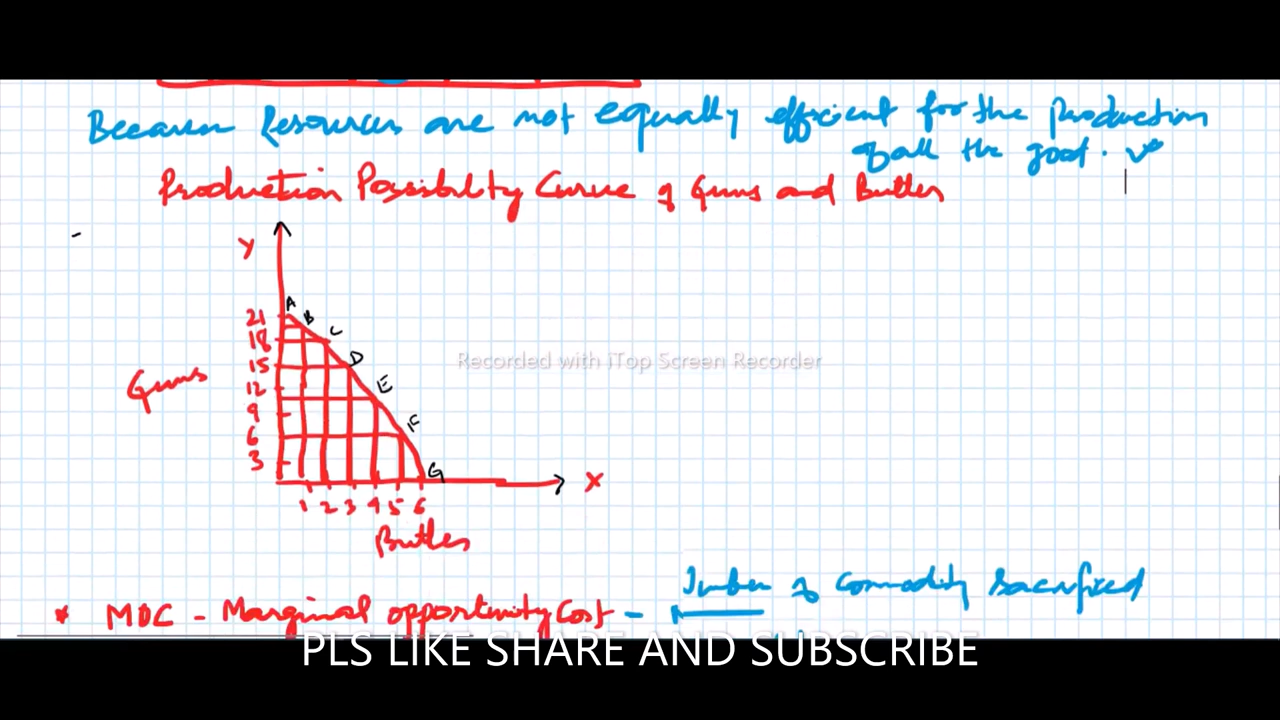 Because Resources are not equally efficient for the production
of all the good.
Production Possibility Curve of Guns and Butter
Y
A
B
C
D
E
F
G
21
18
15
12
9
6
3
Guns
Recorded with iTop Screen Recorder
X
1 2 3 4 5 6
Butter
of commodity sacrificed
* MOC - Marginal opportunity Cost -
PLS LIKE SHARE AND SUBSCRIBE